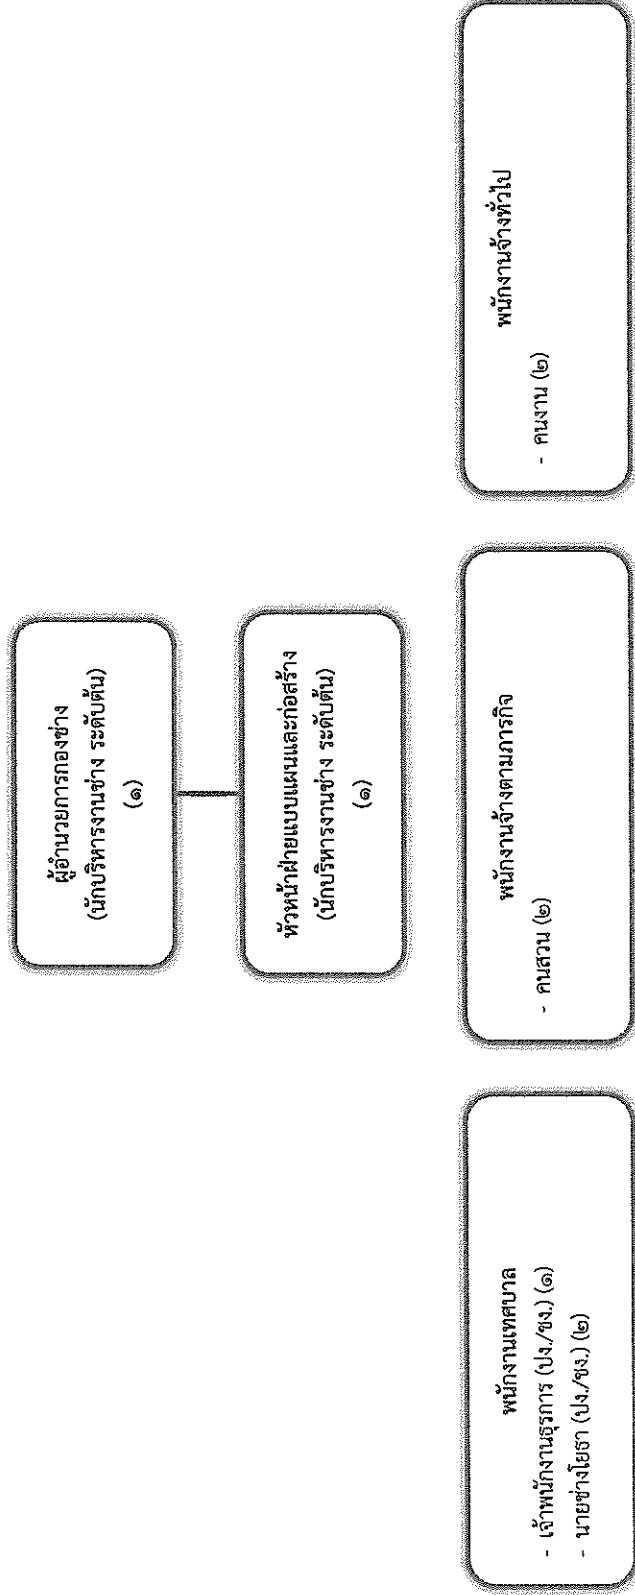 ผู้อำนวยการกองช่าง
(นักบริหารงานช่าง ระดับต้น)
(๑)
หัวหน้าฝ่ายแบบแผนและก่อสร้าง
(นักบริหารงานช่าง ระดับต้น)
(๑)
พนักงานเทศบาล
- เจ้าพนักงานธุรการ (ปง./ชง.) (๑)
- นายช่างโยธา (ปง./ชง.) (๒)
พนักงานจ้างตามภารกิจ
- คนสวน (๒)
พนักงานจ้างทั่วไป
- คนงาน (๒)